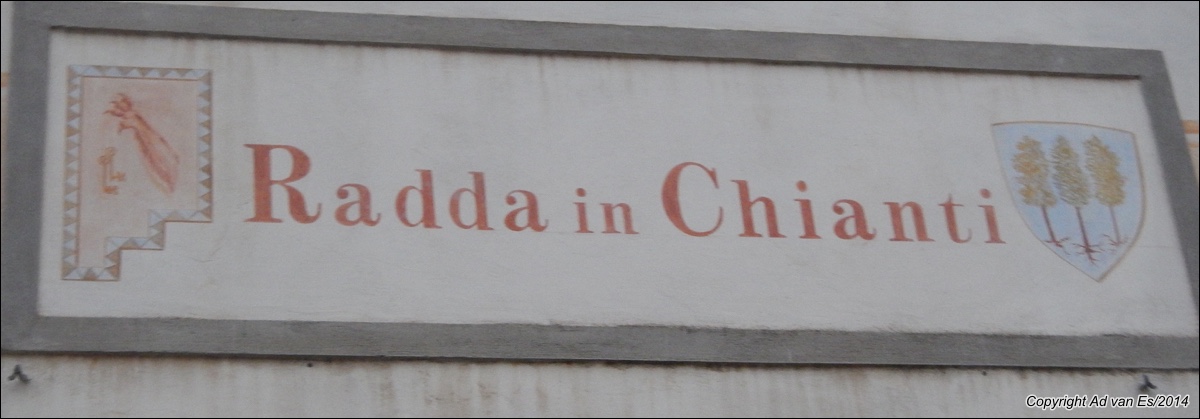 Radda in Chianti
Copyright Ad van Es/2014